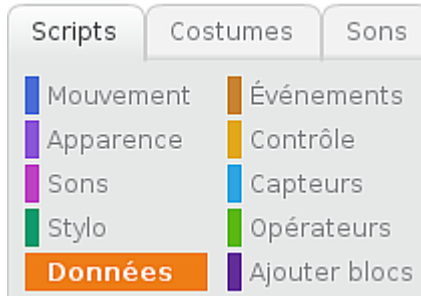 Scripts Costumes Sons
Mouvement Événements
Apparence Contrôle
Sons Capteurs
Stylo Opérateurs
Données Ajouter blocs